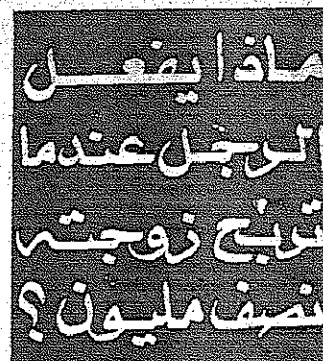 ماذا يفعل
الرجل عندما
تربح زوجته
نصف مليون ؟